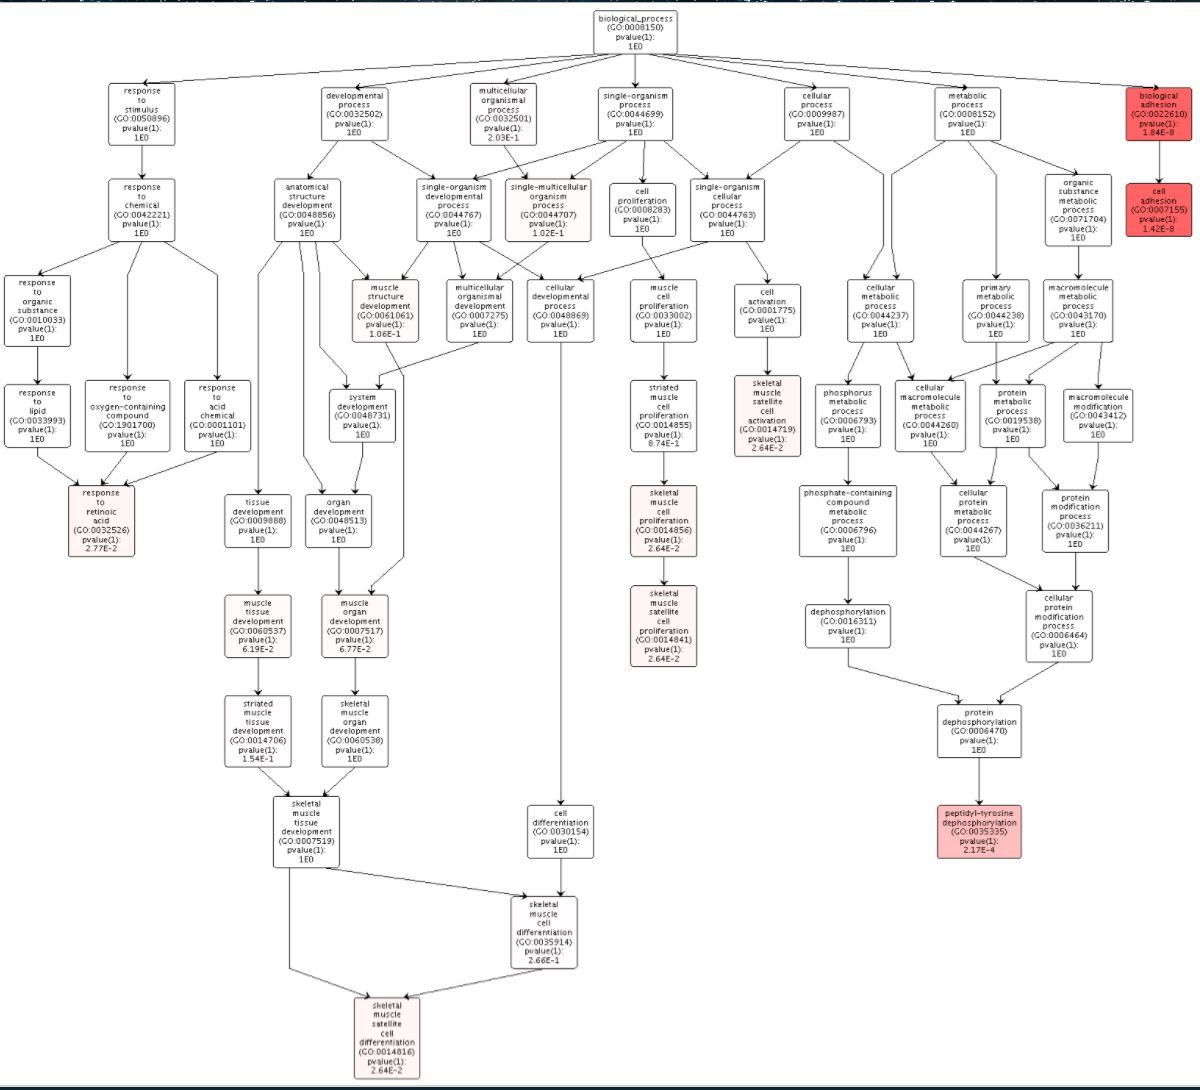 biological_process
(GO:0008150)
pvalue(1):
1E0
response
to
stimulus
(GO:0050896)
pvalue(1):
1E0
developmental
process
(GO:0032502)
pvalue(1):
1E0
multicellular
organismal
process
(GO:0032501)
pvalue(1):
2.03E-1
single-organism
process
(GO:0044699)
pvalue(1):
1E0
cellular
process
(GO:0009987)
pvalue(1):
1E0
metabolic
process
(GO:0008152)
pvalue(1):
1E0
biological
adhesion
(GO:0022610)
pvalue(1):
1.84E-8
response
to
chemical
(GO:0042221)
pvalue(1):
1E0
anatomical
structure
development
(GO:0048856)
pvalue(1):
1E0
single-organism
developmental
process
(GO:0044767)
pvalue(1):
1E0
single-multicellular
organism
process
(GO:0044707)
pvalue(1):
1.02E-1
cell
proliferation
(GO:0008283)
pvalue(1):
1E0
single-organism
cellular
process
(GO:0044763)
pvalue(1):
1E0
organic
substance
metabolic
process
(GO:0071704)
pvalue(1):
1E0
cell
adhesion
(GO:0007155)
pvalue(1):
1.42E-8
response
to
organic
substance
(GO:0010033)
pvalue(1):
1E0
muscle
structure
development
(GO:0061061)
pvalue(1):
1.06E-1
multicellular
organismal
development
(GO:0007275)
pvalue(1):
1E0
cellular
developmental
process
(GO:0048869)
pvalue(1):
1E0
muscle
cell
proliferation
(GO:0033002)
pvalue(1):
1E0
cell
activation
(GO:0001775)
pvalue(1):
1E0
cellular
metabolic
process
(GO:0044237)
pvalue(1):
1E0
primary
metabolic
process
(GO:0044238)
pvalue(1):
1E0
macromolecule
metabolic
process
(GO:0043170)
pvalue(1):
1E0
response
to
lipid
(GO:0033993)
pvalue(1):
1E0
response
to
oxygen-containing
compound
(GO:1901700)
pvalue(1):
1E0
response
to
acid
chemical
(GO:0001101)
pvalue(1):
1E0
system
development
(GO:0048731)
pvalue(1):
1E0
striated
muscle
cell
proliferation
(GO:0014855)
pvalue(1):
8.74E-1
skeletal
muscle
satellite
cell
activation
(GO:0014719)
pvalue(1):
2.64E-2
phosphorus
metabolic
process
(GO:0006793)
pvalue(1):
1E0
cellular
macromolecule
metabolic
process
(GO:0044260)
pvalue(1):
1E0
protein
metabolic
process
(GO:0019538)
pvalue(1):
1E0
macromolecule
modification
(GO:0043412)
pvalue(1):
1E0
response
to
retinoic
acid
(GO:0032526)
pvalue(1):
2.77E-2
tissue
development
(GO:0009888)
pvalue(1):
1E0
organ
development
(GO:0048513)
pvalue(1):
1E0
skeletal
muscle
cell
proliferation
(GO:0014856)
pvalue(1):
2.64E-2
phosphate-containing
compound
metabolic
process
(GO:0006796)
pvalue(1):
1E0
cellular
protein
metabolic
process
(GO:0044267)
pvalue(1):
1E0
protein
modification
process
(GO:0036211)
pvalue(1):
1E0
muscle
tissue
development
(GO:0060537)
pvalue(1):
6.19E-2
muscle
organ
development
(GO:0007517)
pvalue(1):
6.77E-2
skeletal
muscle
satellite
cell
proliferation
(GO:0014841)
pvalue(1):
2.64E-2
dephosphorylation
(GO:0016311)
pvalue(1):
1E0
cellular
protein
modification
process
(GO:0006464)
pvalue(1):
1E0
striated
muscle
tissue
development
(GO:0014706)
pvalue(1):
1.54E-1
skeletal
muscle
organ
development
(GO:0060538)
pvalue(1):
1E0
protein
dephosphorylation
(GO:0006470)
pvalue(1):
1E0
skeletal
muscle
tissue
development
(GO:0007519)
pvalue(1):
1E0
cell
differentiation
(GO:0030154)
pvalue(1):
1E0
peptidyl-tyrosine
dephosphorylation
(GO:0035335)
pvalue(1):
2.17E-4
skeletal
muscle
cell
differentiation
(GO:0035914)
pvalue(1):
2.66E-1
skeletal
muscle
satellite
cell
differentiation
(GO:0014816)
pvalue(1):
2.64E-2